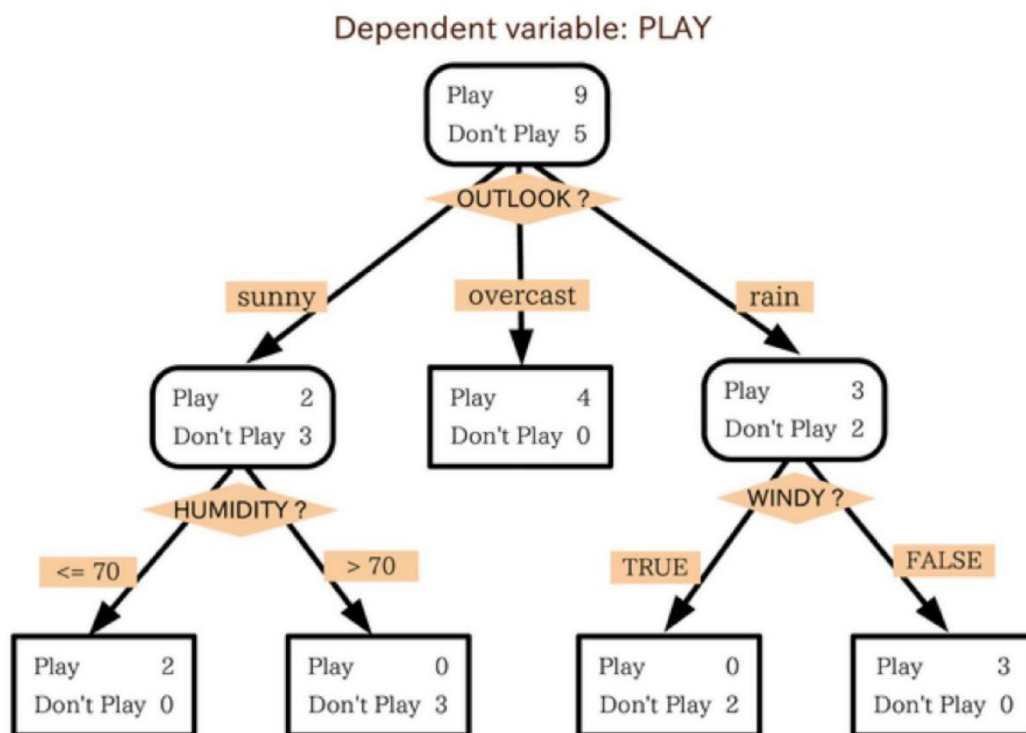 Dependent variable: PLAY
Play 9
Don't Play 5
OUTLOOK ?
sunny
overcast
rain
Play 2
Don't Play 3
Play 4
Don't Play 0
Play 3
Don't Play 2
HUMIDITY ?
WINDY ?
<= 70
> 70
TRUE
FALSE
Play 2
Don't Play 0
Play 0
Don't Play 3
Play 0
Don't Play 2
Play 3
Don't Play 0